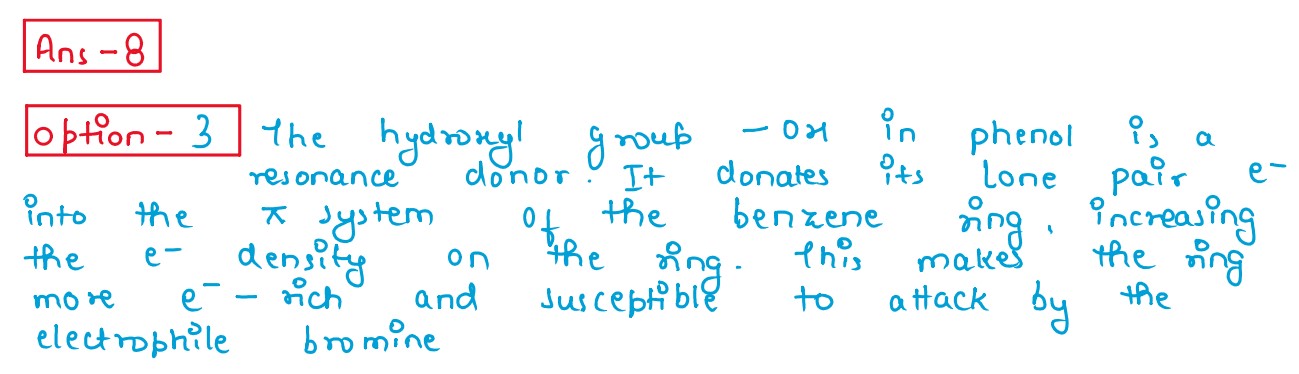 Ans - 8
option - 3 The hydroxyl group - OH in phenol is a
resonance donor. It donates its lone pair e⁻
into the π system of the benzene ring, increasing
the e⁻ density on the ring. This makes the ring
more e⁻ - rich and susceptible to attack by the
electrophile bromine